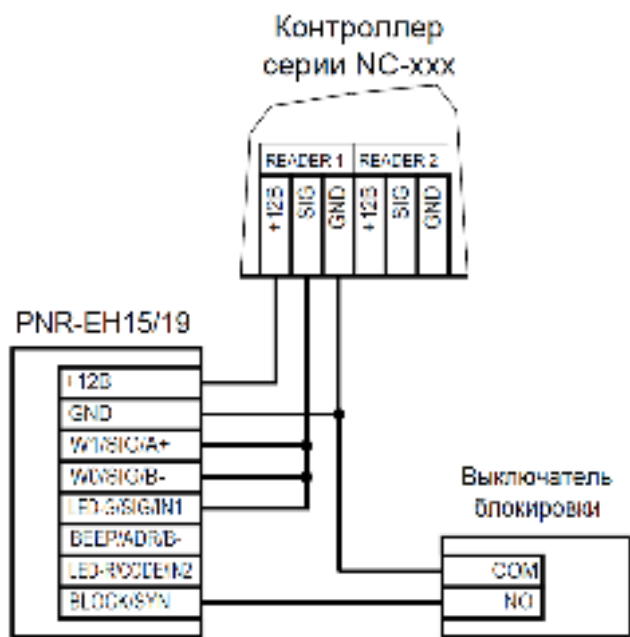 Контроллер
серии NC-xxx
READER 1 READER 2
+12В SIG GND +12В SIG GND
PNR-EH15/19
+12В
GND
W1/SIG/A+
W0/SIG/B-
LED-G/SIG/IN1
BEEP/ADR/B-
LED-R/CODE/IN2
BLOCK/SYN
Выключатель
блокировки
COM
NO